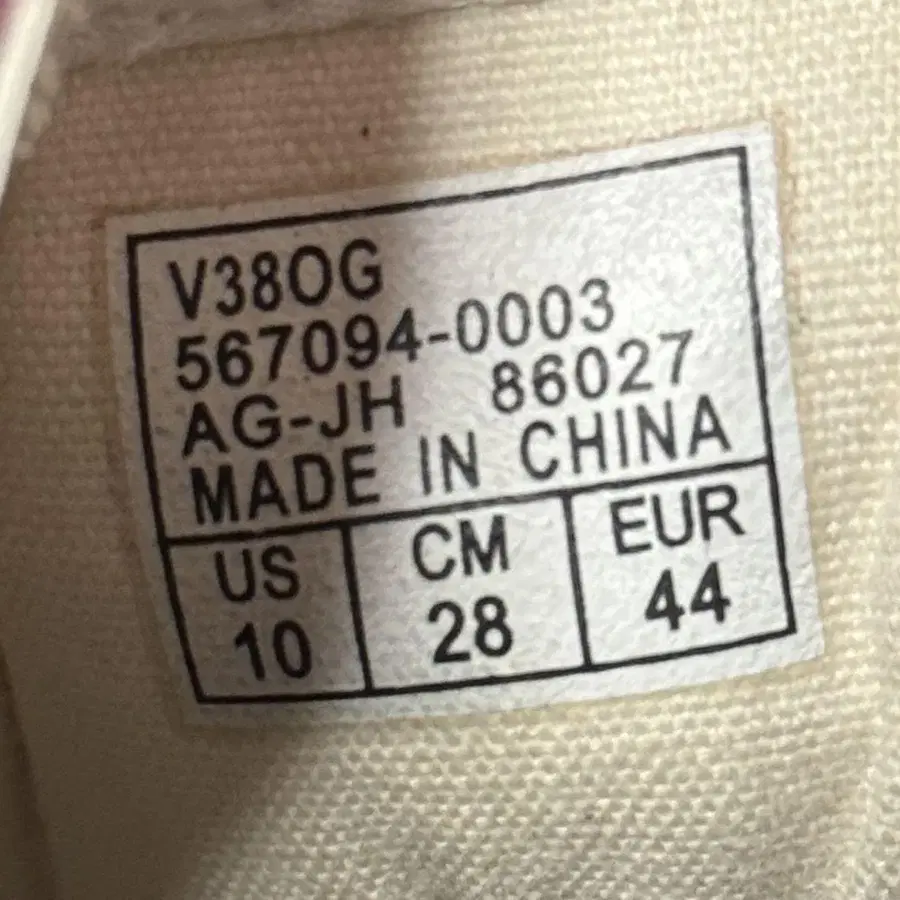 V38OG
567094-0003
AG-JH 86027
MADE IN CHINA
US CM EUR
10 28 44